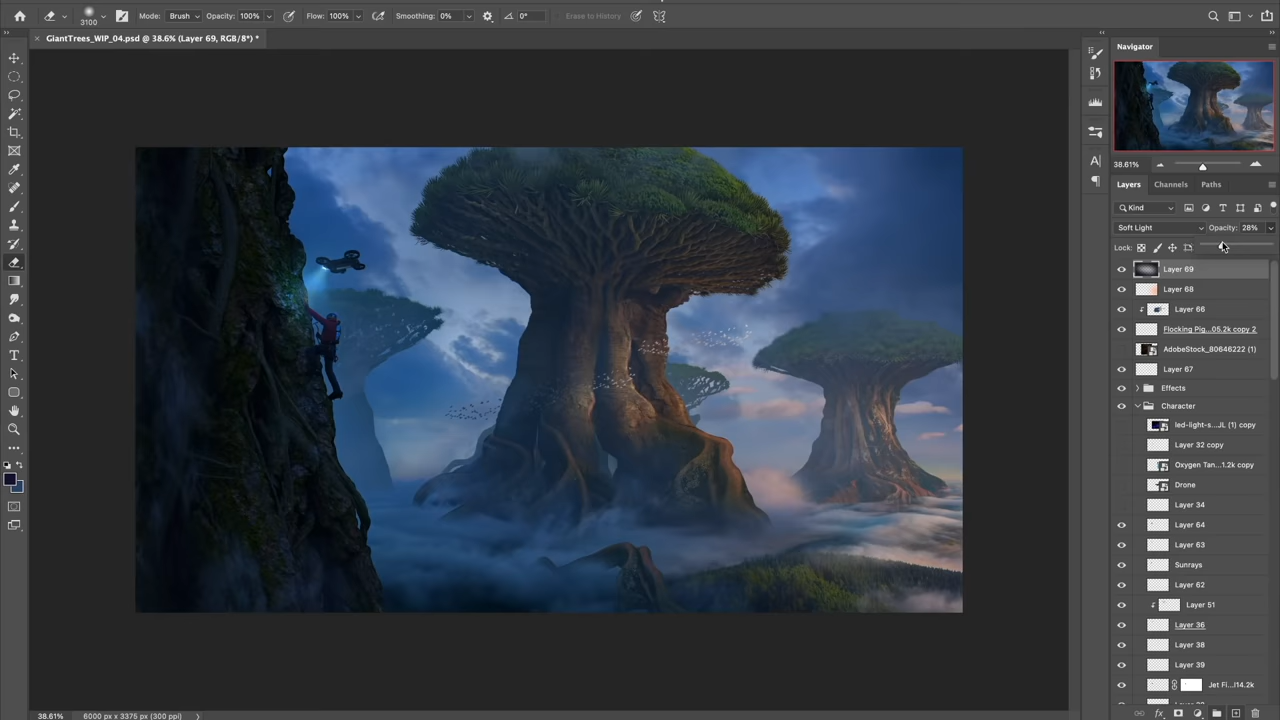 3100
Mode: Brush Opacity: 100% Flow: 100% Smoothing: 0% 0° Erase to History
GiantTrees_WIP_04.psd @ 38.6% (Layer 69, RGB/8*) *
Navigator
38.61%
Layers Channels Paths
Kind
Soft Light Opacity: 28%
Lock:
Layer 69
Layer 68
Layer 66
Flocking Pig...05.2k copy 2
AdobeStock_80646222 (1)
Layer 67
Effects
Character
led-light-s...JL (1) copy
Layer 32 copy
Oxygen Tan...1.2k copy
Drone
Layer 34
Layer 64
Layer 63
Sunrays
Layer 62
Layer 51
Layer 36
Layer 38
Layer 39
Jet Fi...l14.2k
38.61% 6000 px x 3375 px (300 ppi)